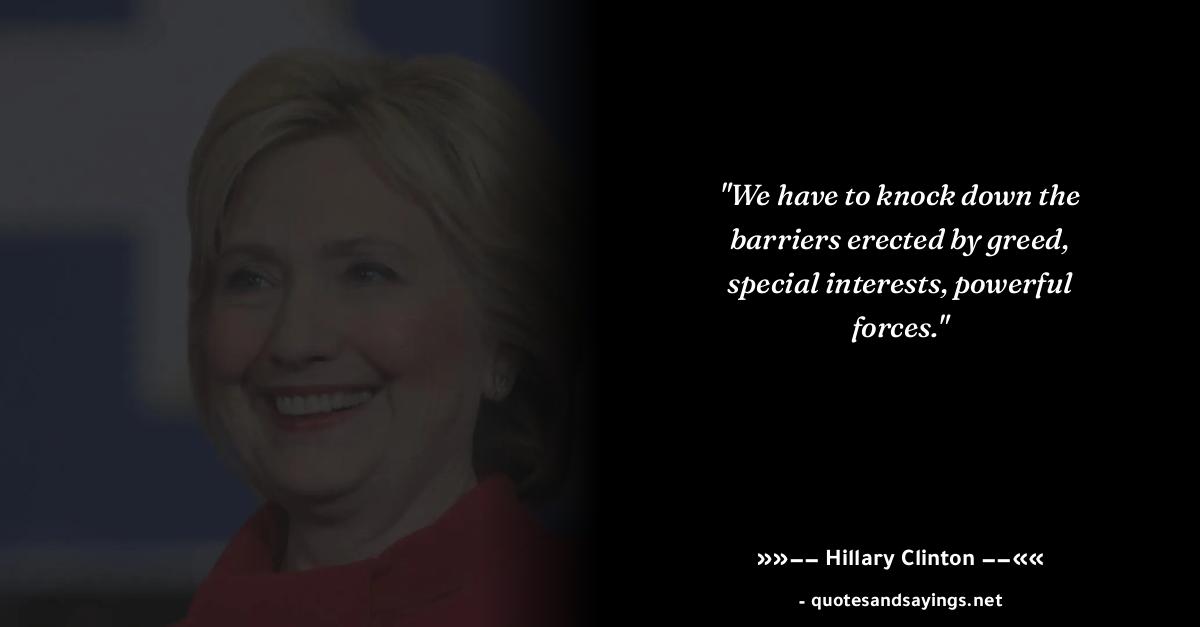 "We have to knock down the
barriers erected by greed,
special interests, powerful
forces."
»»−− Hillary Clinton −−««
- quotesandsayings.net